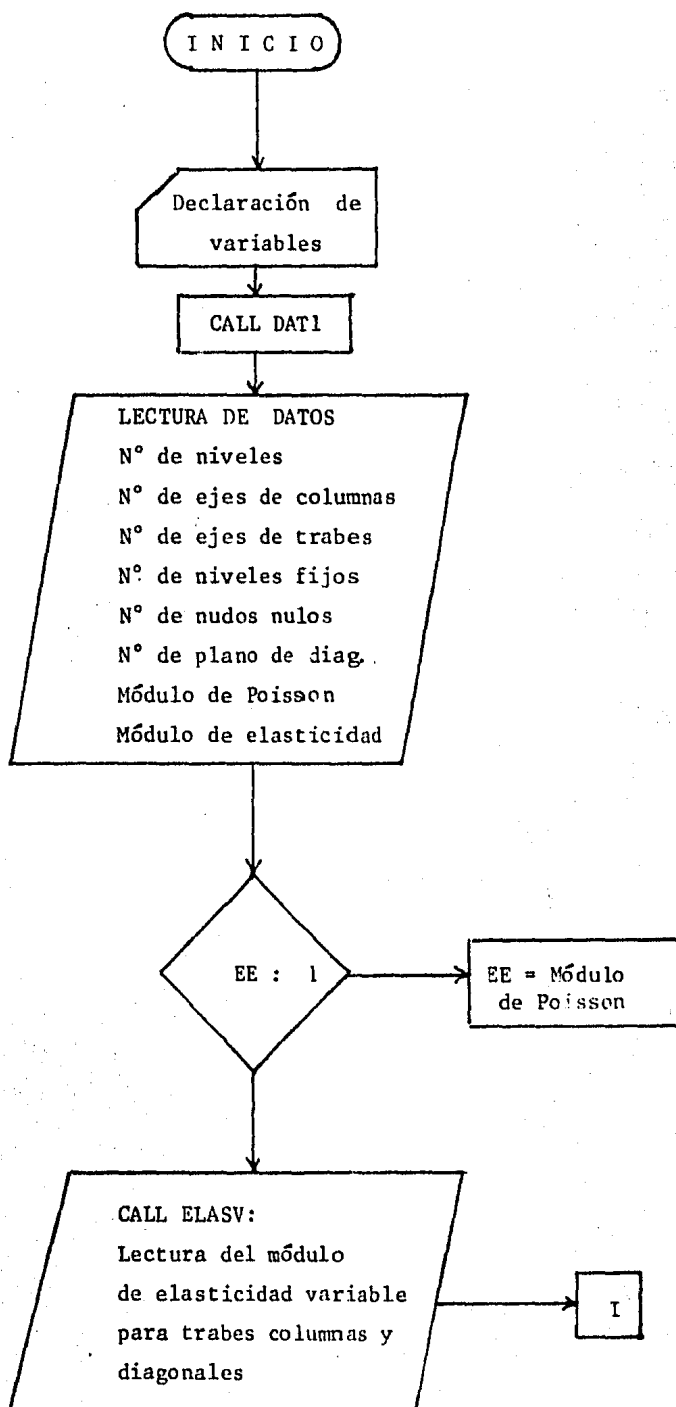 I N I C I O
Declaración de
variables
CALL DAT1
LECTURA DE DATOS
N° de niveles
N° de ejes de columnas
N° de ejes de trabes
N° de niveles fijos
N° de nudos nulos
N° de plano de diag.
Módulo de Poisson
Módulo de elasticidad
EE : 1
EE = Módulo
de Poisson
CALL ELASV:
Lectura del módulo
de elasticidad variable
para trabes columnas y
diagonales
I